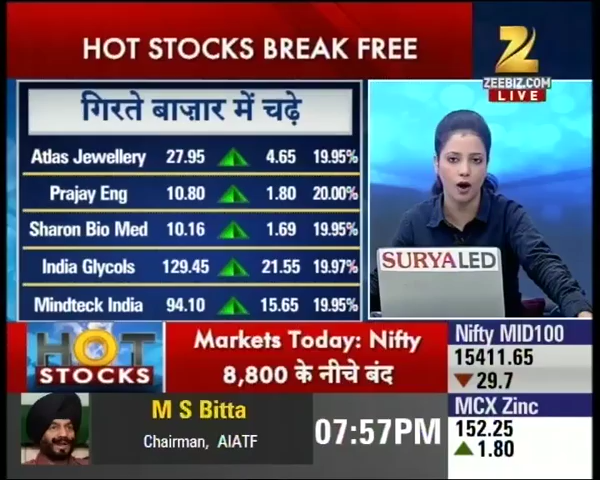 HOT STOCKS BREAK FREE
ZEEBIZ.COM
LIVE
गिरते बाज़ार में चढ़े
Atlas Jewellery 27.95 4.65 19.95%
Prajay Eng 10.80 1.80 20.00%
Sharon Bio Med 10.16 1.69 19.95%
India Glycols 129.45 21.55 19.97%
Mindteck India 94.10 15.65 19.95%
SURYA LED
HOT
STOCKS
Markets Today: Nifty
8,800 के नीचे बंद
Nifty MID100
15411.65
29.7
M S Bitta
Chairman, AIATF
07:57PM
MCX Zinc
152.25
1.80